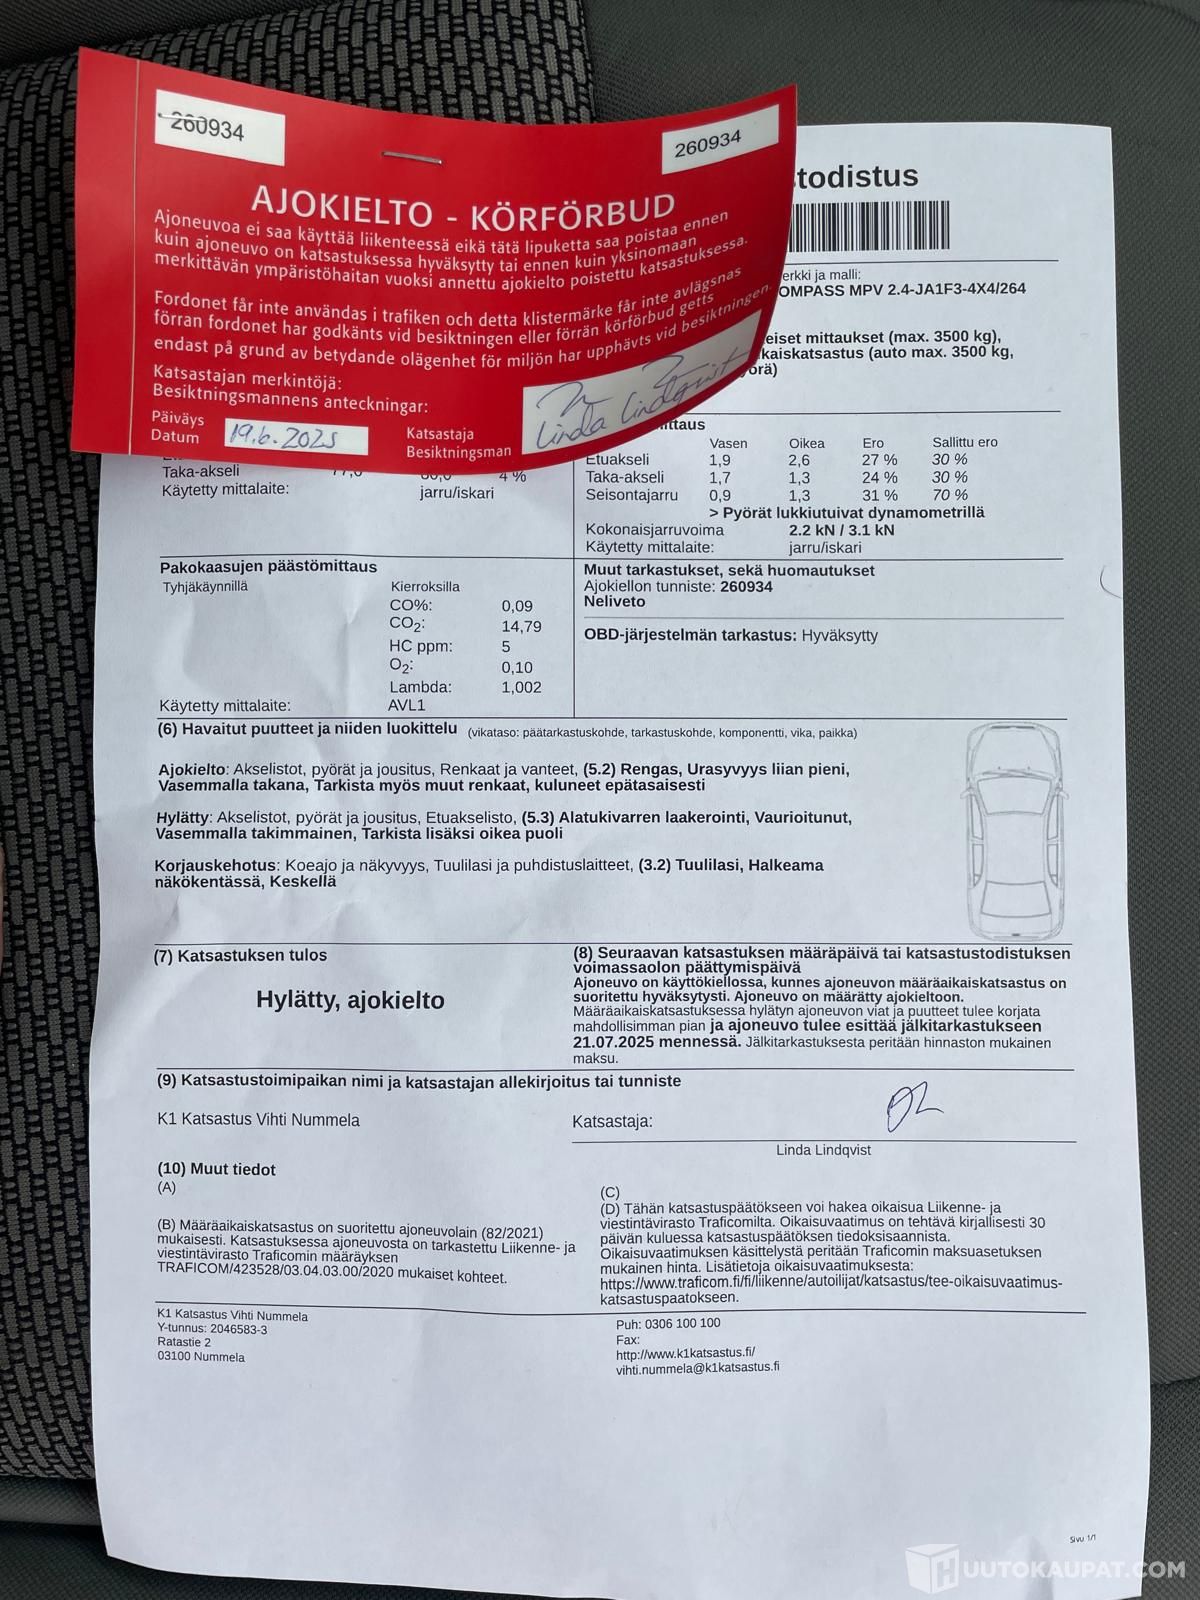 260934
260934
AJOKIELTO - KÖRFÖRBUD
Ajoneuvoa ei saa käyttää liikenteessä eikä tätä lipuketta saa poistaa ennen
kuin ajoneuvo on katsastuksessa hyväksytty tai ennen kuin yksinomaan
merkittävän ympäristöhaitan vuoksi annettu ajokielto poistettu katsastuksessa.
Fordonet får inte användas i trafiken och detta klistermärke får inte avlägsnas
förran fordonet har godkänts vid besiktningen eller förrän körförbud getts
endast på grund av betydande olägenhet för miljön har upphävts vid besiktningen.
Katsastajan merkintöjä:
Besiktningsmannens anteckningar:
Päiväys
Datum
19.6.2025
Katsastaja
Besiktningsman
Linda Lindqvist
todistus
erkki ja malli:
OMPASS MPV 2.4-JA1F3-4X4/264
eiset mittaukset (max. 3500 kg),
kaiskatsastus (auto max. 3500 kg,
yörä)
ittaus
Vasen Oikea Ero Sallittu ero
Etuakseli 1,9 2,6 27 % 30 %
Taka-akseli 1,7 1,3 24 % 30 %
Seisontajarru 0,9 1,3 31 % 70 %
> Pyörät lukkiutuivat dynamometrillä
Kokonaisjarruvoima 2.2 kN / 3.1 kN
Käytetty mittalaite: jarru/iskari
Taka-akseli 4 %
Käytetty mittalaite: jarru/iskari
Pakokaasujen päästömittaus
Tyhjäkäynnillä Kierroksilla
CO%: 0,09
CO2: 14,79
HC ppm: 5
O2: 0,10
Lambda: 1,002
Käytetty mittalaite: AVL1
Muut tarkastukset, sekä huomautukset
Ajokiellon tunniste: 260934
Neliveto
OBD-järjestelmän tarkastus: Hyväksytty
(6) Havaitut puutteet ja niiden luokittelu (vikataso: päätarkastuskohde, tarkastuskohde, komponentti, vika, paikka)
Ajokielto: Akselistot, pyörät ja jousitus, Renkaat ja vanteet, (5.2) Rengas, Urasyvyys liian pieni,
Vasemmalla takana, Tarkista myös muut renkaat, kuluneet epätasaisesti
Hylätty: Akselistot, pyörät ja jousitus, Etuakselisto, (5.3) Alatukivarren laakerointi, Vaurioitunut,
Vasemmalla takimmainen, Tarkista lisäksi oikea puoli
Korjauskehotus: Koeajo ja näkyvyys, Tuulilasi ja puhdistuslaitteet, (3.2) Tuulilasi, Halkeama
näkökentässä, Keskellä
(7) Katsastuksen tulos
Hylätty, ajokielto
(8) Seuraavan katsastuksen määräpäivä tai katsastustodistuksen
voimassaolon päättymispäivä
Ajoneuvo on käyttökiellossa, kunnes ajoneuvon määräaikaiskatsastus on
suoritettu hyväksytysti. Ajoneuvo on määrätty ajokieltoon.
Määräaikaiskatsastuksessa hylätyn ajoneuvon viat ja puutteet tulee korjata
mahdollisimman pian ja ajoneuvo tulee esittää jälkitarkastukseen
21.07.2025 mennessä. Jälkitarkastuksesta peritään hinnaston mukainen
maksu.
(9) Katsastustoimipaikan nimi ja katsastajan allekirjoitus tai tunniste
K1 Katsastus Vihti Nummela
Katsastaja:
Linda Lindqvist
(10) Muut tiedot
(A)
(B) Määräaikaiskatsastus on suoritettu ajoneuvolain (82/2021)
mukaisesti. Katsastuksessa ajoneuvosta on tarkastettu Liikenne- ja
viestintävirasto Traficomin määräyksen
TRAFICOM/423528/03.04.03.00/2020 mukaiset kohteet.
(C)
(D) Tähän katsastuspäätökseen voi hakea oikaisua Liikenne- ja
viestintävirasto Traficomilta. Oikaisuvaatimus on tehtävä kirjallisesti 30
päivän kuluessa katsastuspäätöksen tiedoksisaannista.
Oikaisuvaatimuksen käsittelystä peritään Traficomin maksuasetuksen
mukainen hinta. Lisätietoja oikaisuvaatimuksesta:
https://www.traficom.fi/fi/liikenne/autoilijat/katsastus/tee-oikaisuvaatimus-
katsastuspaatokseen.
K1 Katsastus Vihti Nummela
Y-tunnus: 2046583-3
Ratastie 2
03100 Nummela
Puh: 0306 100 100
Fax:
http://www.k1katsastus.fi/
vihti.nummela@k1katsastus.fi
Sivu 1/1
HUUTOKAUPAT.COM